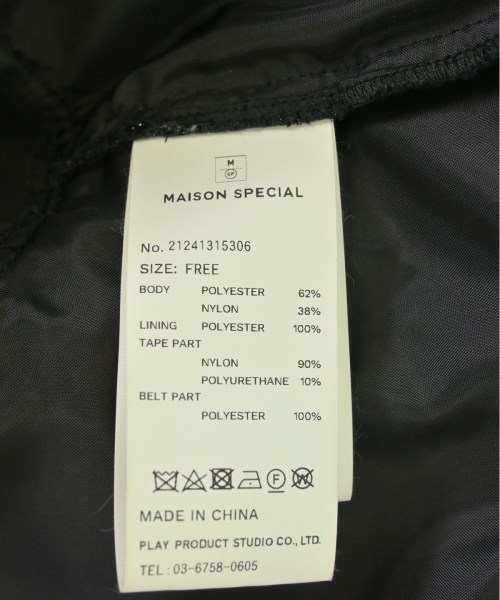 M
SP
MAISON SPECIAL
No. 21241315306
SIZE: FREE
BODY POLYESTER 62%
NYLON 38%
LINING POLYESTER 100%
TAPE PART
NYLON 90%
POLYURETHANE 10%
BELT PART
POLYESTER 100%
F W
MADE IN CHINA
PLAY PRODUCT STUDIO CO., LTD.
TEL : 03-6758-0605